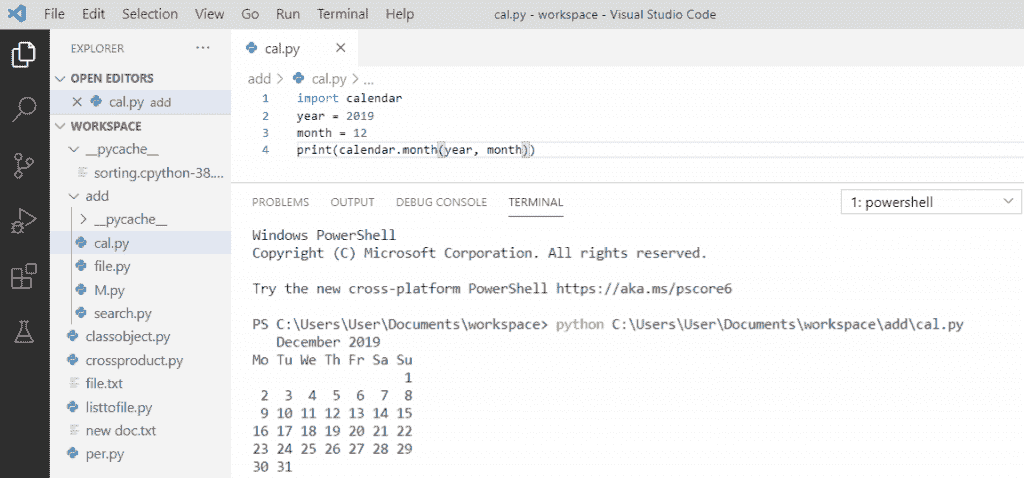 File Edit Selection View Go Run Terminal Help cal.py - workspace - Visual Studio Code
EXPLORER ...
OPEN EDITORS
cal.py add
WORKSPACE
__pycache__
sorting.cpython-38....
add
__pycache__
cal.py
file.py
M.py
search.py
classobject.py
crossproduct.py
file.txt
listtofile.py
new doc.txt
per.py
cal.py
add > cal.py > ...
1 import calendar
2 year = 2019
3 month = 12
4 print(calendar.month(year, month))
PROBLEMS OUTPUT DEBUG CONSOLE TERMINAL 1: powershell
Windows PowerShell
Copyright (C) Microsoft Corporation. All rights reserved.
Try the new cross-platform PowerShell https://aka.ms/pscore6
PS C:\Users\User\Documents\workspace> python C:\Users\User\Documents\workspace\add\cal.py
   December 2019
Mo Tu We Th Fr Sa Su
                   1
 2  3  4  5  6  7  8
 9 10 11 12 13 14 15
16 17 18 19 20 21 22
23 24 25 26 27 28 29
30 31